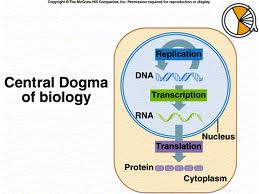 Copyright © The McGraw-Hill Companies, Inc. Permission required for reproduction or display.
Central Dogma
of biology
Replication
DNA
Transcription
RNA
Nucleus
Translation
Protein
Cytoplasm